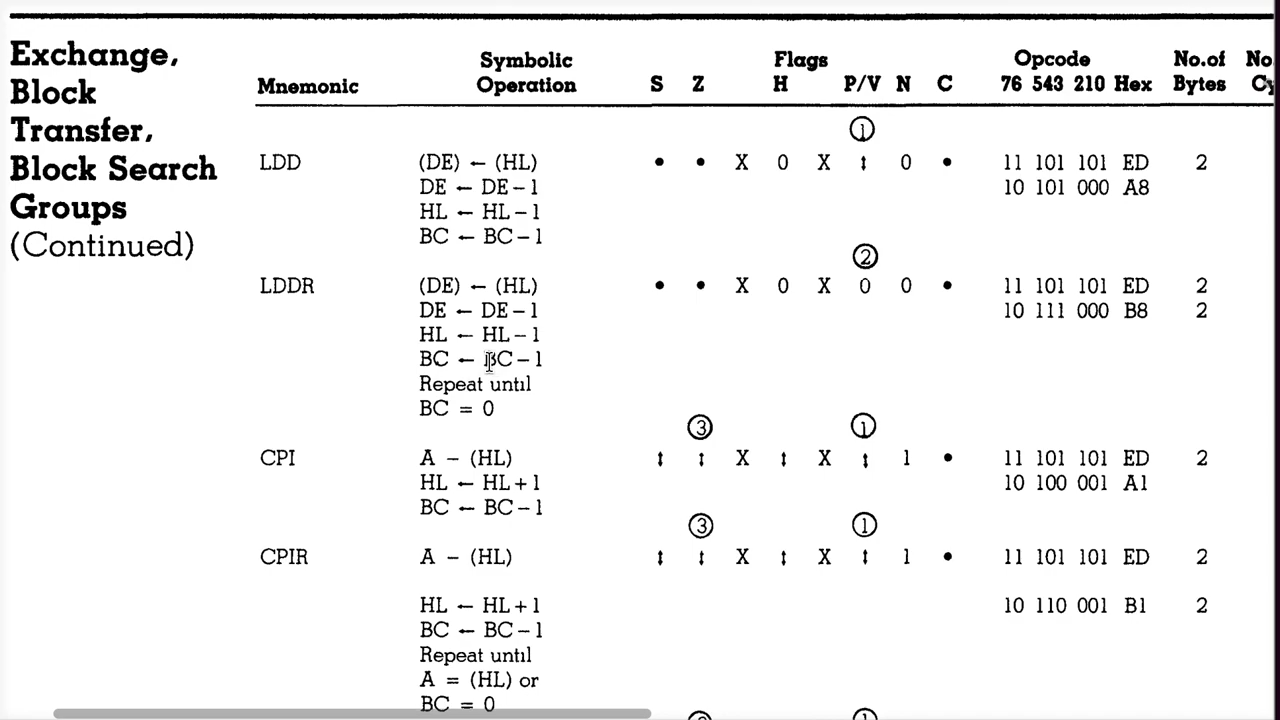 Exchange,
Block
Transfer,
Block Search
Groups
(Continued)
Symbolic Flags Opcode No.of No
Mnemonic Operation S Z H P/V N C 76 543 210 Hex Bytes Cy
①
LDD (DE) ← (HL) • • X 0 X ↕ 0 • 11 101 101 ED 2
DE ← DE−1 10 101 000 A8
HL ← HL−1
BC ← BC−1
②
LDDR (DE) ← (HL) • • X 0 X 0 0 • 11 101 101 ED 2
DE ← DE−1 10 111 000 B8 2
HL ← HL−1
BC ← BC−1
Repeat until
BC = 0
③ ①
CPI A − (HL) ↕ ↕ X ↕ X ↕ 1 • 11 101 101 ED 2
HL ← HL+1 10 100 001 A1
BC ← BC−1
③ ①
CPIR A − (HL) ↕ ↕ X ↕ X ↕ 1 • 11 101 101 ED 2
HL ← HL+1 10 110 001 B1 2
BC ← BC−1
Repeat until
A = (HL) or
BC = 0